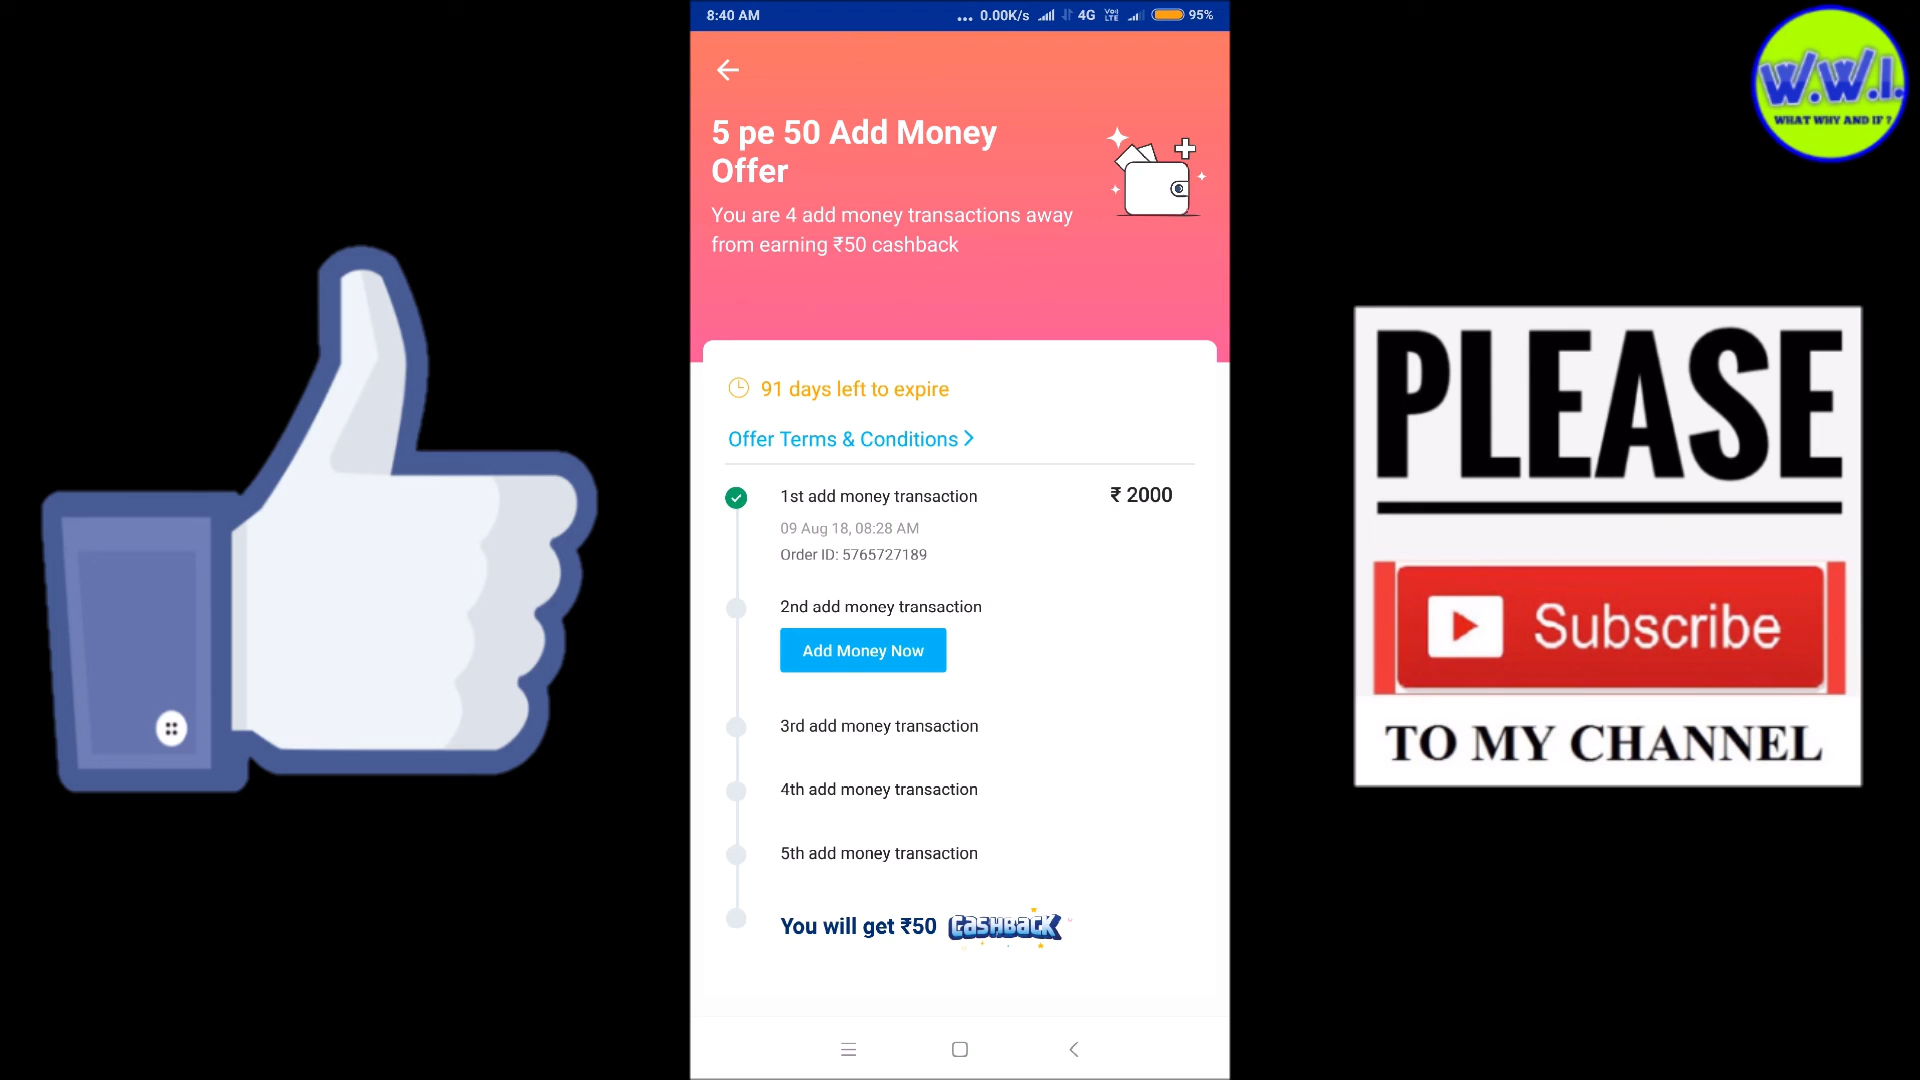 8:40 AM
... 0.00K/s 4G VoLTE 95%
W.W.I.
WHAT WHY AND IF ?
5 pe 50 Add Money
Offer
You are 4 add money transactions away
from earning ₹50 cashback
91 days left to expire
Offer Terms & Conditions >
1st add money transaction ₹ 2000
09 Aug 18, 08:28 AM
Order ID: 5765727189
2nd add money transaction
Add Money Now
3rd add money transaction
4th add money transaction
5th add money transaction
You will get ₹50 CASHBACK
PLEASE
Subscribe
TO MY CHANNEL